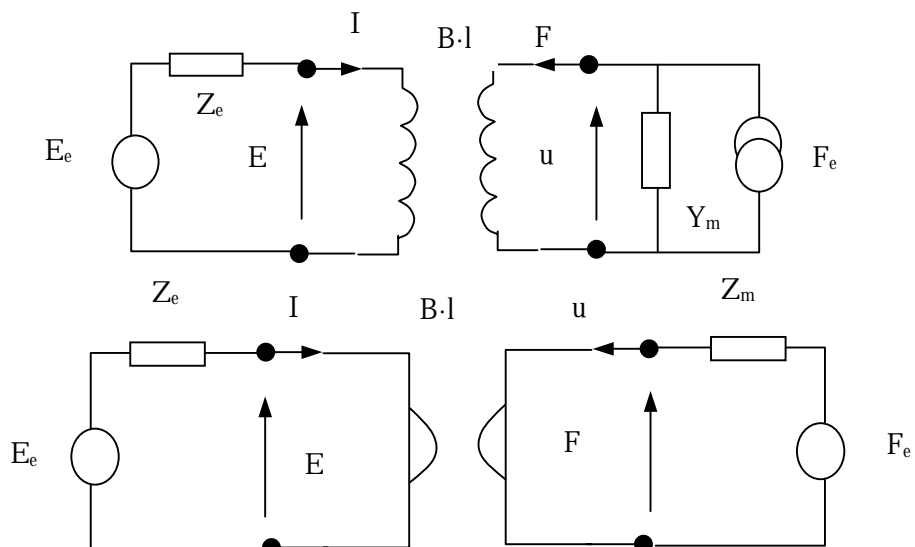 I B·l F
Zₑ
Eₑ E u Fₑ
Yₘ
Zₑ Zₘ
I B·l u
Eₑ E F Fₑ